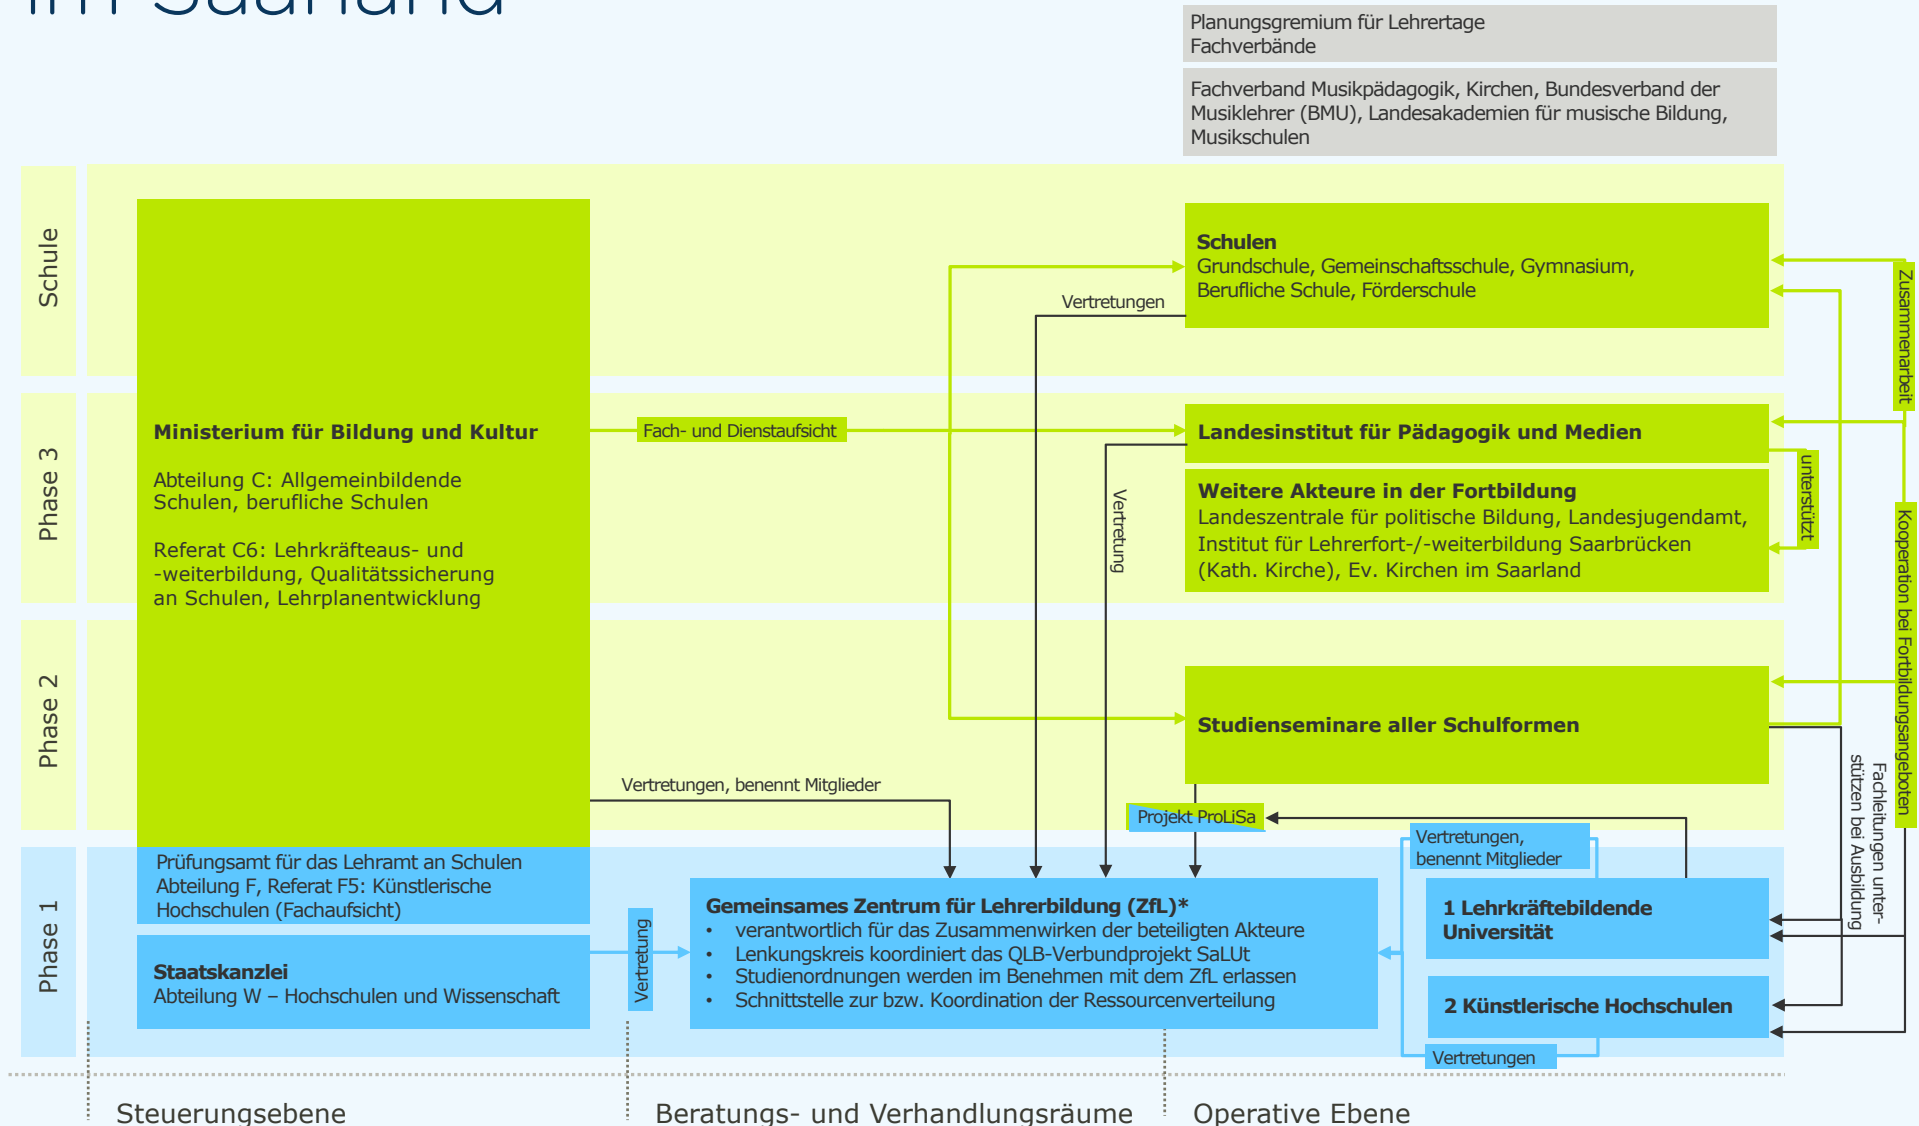 im Saarland
Planungsgremium für Lehrertage
Fachverbände
Fachverband Musikpädagogik, Kirchen, Bundesverband der
Musiklehrer (BMU), Landesakademien für musische Bildung,
Musikschulen
Schule
Schulen
Grundschule, Gemeinschaftsschule, Gymnasium,
Berufliche Schule, Förderschule
Vertretungen
Zusammenarbeit
Phase 3
Ministerium für Bildung und Kultur
Abteilung C: Allgemeinbildende
Schulen, berufliche Schulen
Referat C6: Lehrkräfteaus- und
-weiterbildung, Qualitätssicherung
an Schulen, Lehrplanentwicklung
Fach- und Dienstaufsicht
Landesinstitut für Pädagogik und Medien
Vertretung
Weitere Akteure in der Fortbildung
Landeszentrale für politische Bildung, Landesjugendamt,
Institut für Lehrerfort-/-weiterbildung Saarbrücken
(Kath. Kirche), Ev. Kirchen im Saarland
unterstützt
Kooperation bei Fortbildungsangeboten
Phase 2
Studienseminare aller Schulformen
Vertretungen, benennt Mitglieder
Projekt ProLiSa
Fachleitungen unter-
stützen bei Ausbildung
Phase 1
Prüfungsamt für das Lehramt an Schulen
Abteilung F, Referat F5: Künstlerische
Hochschulen (Fachaufsicht)
Staatskanzlei
Abteilung W – Hochschulen und Wissenschaft
Vertretung
Gemeinsames Zentrum für Lehrerbildung (ZfL)*
• verantwortlich für das Zusammenwirken der beteiligten Akteure
• Lenkungskreis koordiniert das QLB-Verbundprojekt SaLUt
• Studienordnungen werden im Benehmen mit dem ZfL erlassen
• Schnittstelle zur bzw. Koordination der Ressourcenverteilung
Vertretungen,
benennt Mitglieder
1 Lehrkräftebildende
Universität
2 Künstlerische Hochschulen
Vertretungen
Steuerungsebene
Beratungs- und Verhandlungsräume
Operative Ebene